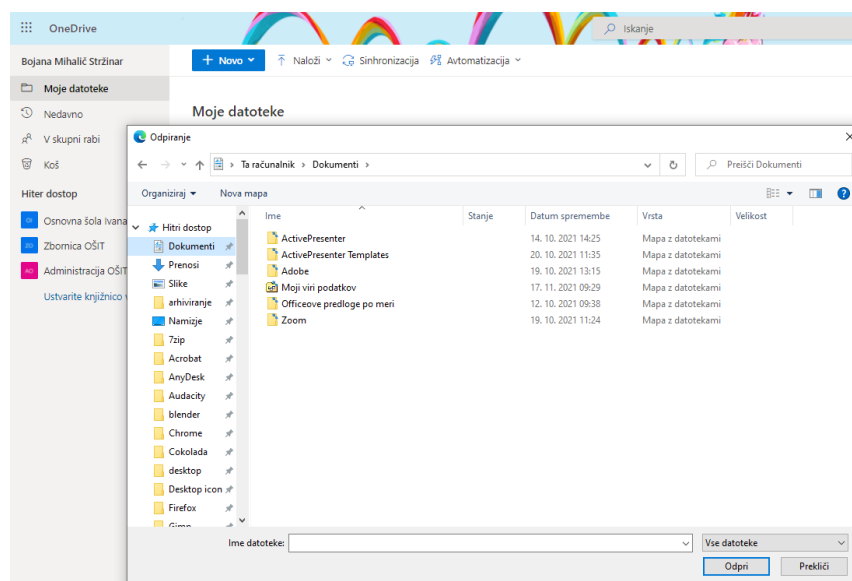 OneDrive
Iskanje
Bojana Mihalič Stržinar
Novo
Naloži
Sinhronizacija
Avtomatizacija
Moje datoteke
Nedavno
V skupni rabi
Koš
Hiter dostop
Osnovna šola Ivana
Zbornica OŠIT
Administracija OŠIT
Ustvarite knjižnico
Moje datoteke
Odpiranje
Ta računalnik > Dokumenti >
Preišči Dokumenti
Organiziraj
Nova mapa
Hitri dostop
Dokumenti
Prenosi
Slike
arhiviranje
Namizje
7zip
Acrobat
AnyDesk
Audacity
blender
Chrome
Cokolada
desktop
Desktop icon
Firefox
Gimp
Ime Stanje Datum spremembe Vrsta Velikost
ActivePresenter 14. 10. 2021 14:25 Mapa z datotekami
ActivePresenter Templates 20. 10. 2021 11:35 Mapa z datotekami
Adobe 19. 10. 2021 13:15 Mapa z datotekami
Moji viri podatkov 17. 11. 2021 09:29 Mapa z datotekami
Officeove predloge po meri 12. 10. 2021 09:38 Mapa z datotekami
Zoom 19. 10. 2021 11:24 Mapa z datotekami
Ime datoteke:
Vse datoteke
Odpri
Prekliči